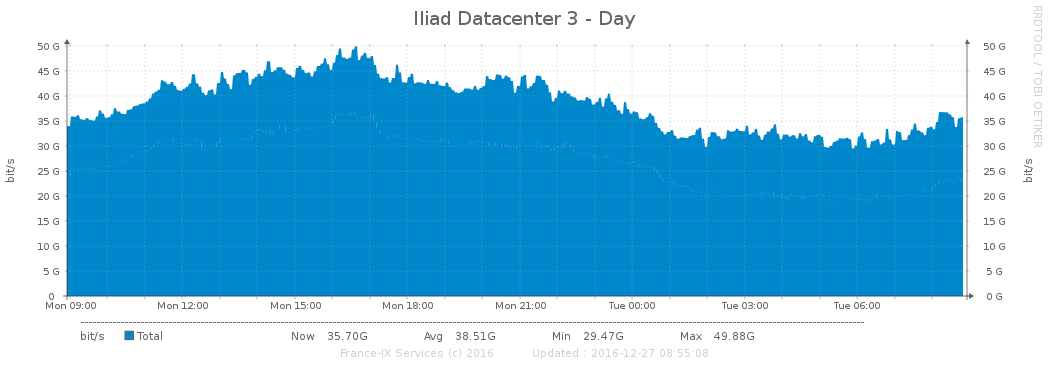 Iliad Datacenter 3 - Day
RRDTOOL / TOBI OETIKER
bit/s
50 G 50 G
45 G 45 G
40 G 40 G
35 G 35 G
30 G 30 G
25 G 25 G
20 G 20 G
15 G 15 G
10 G 10 G
5 G 5 G
0 0 G
bit/s
Mon 09:00 Mon 12:00 Mon 15:00 Mon 18:00 Mon 21:00 Tue 00:00 Tue 03:00 Tue 06:00
bit/s Total Now 35.70G Avg 38.51G Min 29.47G Max 49.88G
France-IX Services (c) 2016 Updated : 2016-12-27 08:55:08